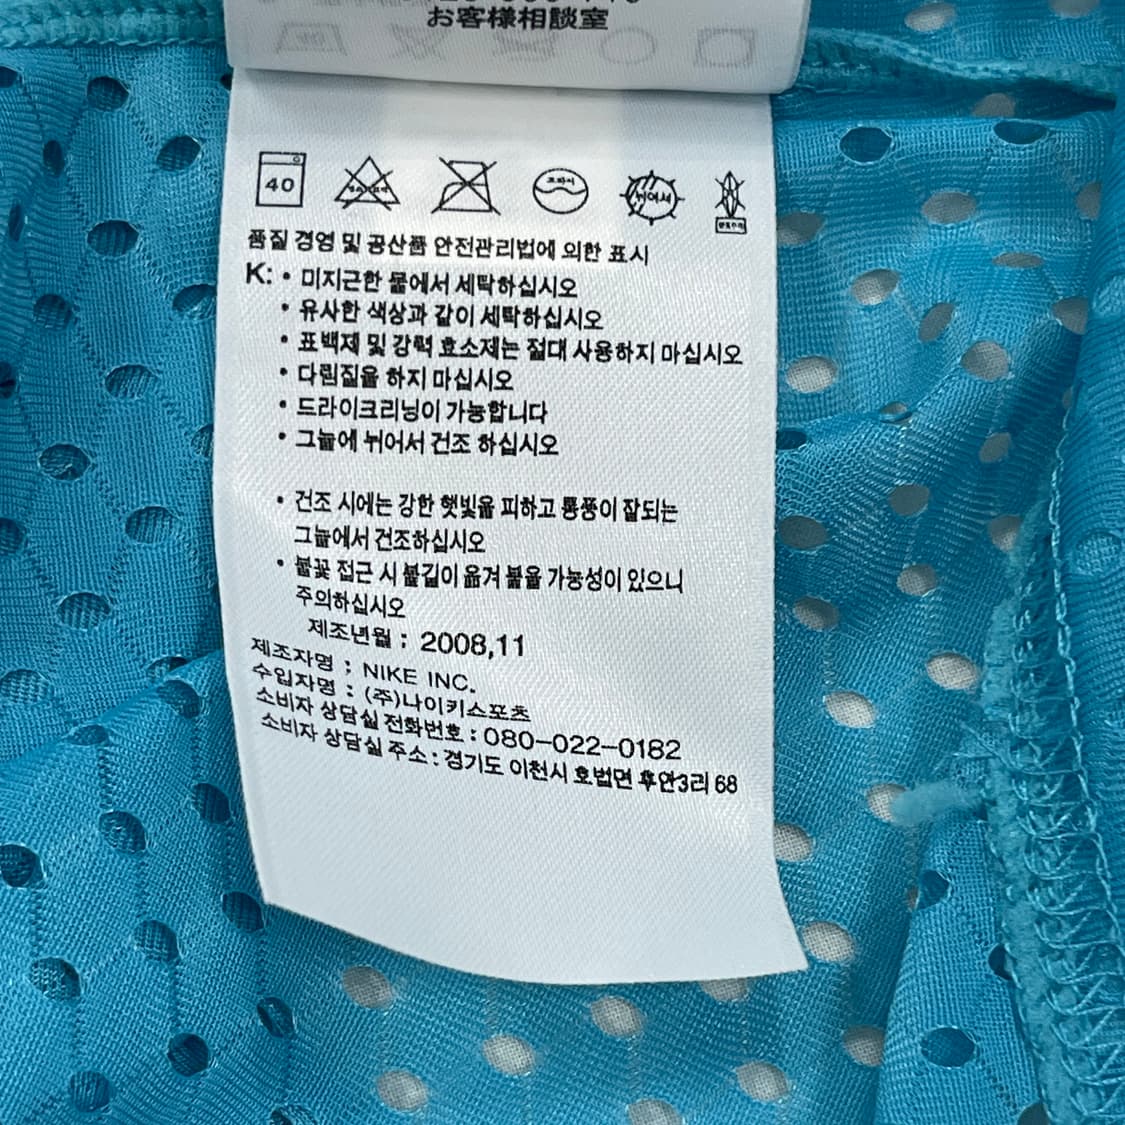 お客様相談室
40
드라이
뉘어서
품질 경영 및 공산품 안전관리법에 의한 표시
K: • 미지근한 물에서 세탁하십시오
• 유사한 색상과 같이 세탁하십시오
• 표백제 및 강력 효소제는 절대 사용하지 마십시오
• 다림질을 하지 마십시오
• 드라이크리닝이 가능합니다
• 그늘에 뉘어서 건조 하십시오
• 건조 시에는 강한 햇빛을 피하고 통풍이 잘되는
그늘에서 건조하십시오
• 불꽃 접근 시 불길이 옮겨 붙을 가능성이 있으니
주의하십시오
제조년월 : 2008,11
제조자명 : NIKE INC.
수입자명 : (주)나이키스포츠
소비자 상담실 전화번호 : 080-022-0182
소비자 상담실 주소 : 경기도 이천시 호법면 후안3리 68